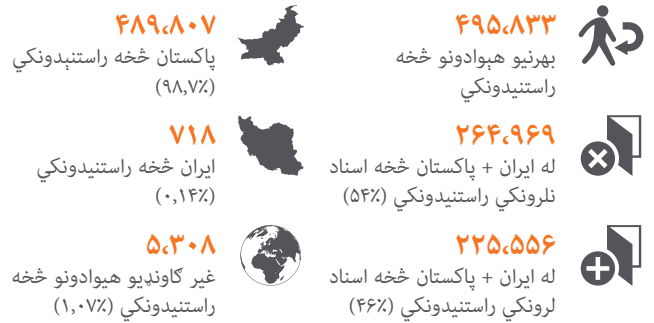 ۴۹۵،۸۳۳
بهرنیو هېوادونو څخه
راستنیدونکي
۴۸۹،۸۰۷
پاکستان څخه راستنېدونکي
(۹۸,۷٪)
۲۶۴،۹۶۹
له ایران + پاکستان څخه اسناد
نلرونکي راستنیدونکي (۵۴٪)
۷۱۸
ایران څخه راستنیدونکي
(۰,۱۴٪)
۲۲۵،۵۵۶
له ایران + پاکستان څخه اسناد
لرونکي راستنیدونکي (۴۶٪)
۵،۳۰۸
غیر ګاونډیو هیوادونو څخه
راستنیدونکي (۱,۰۷٪)